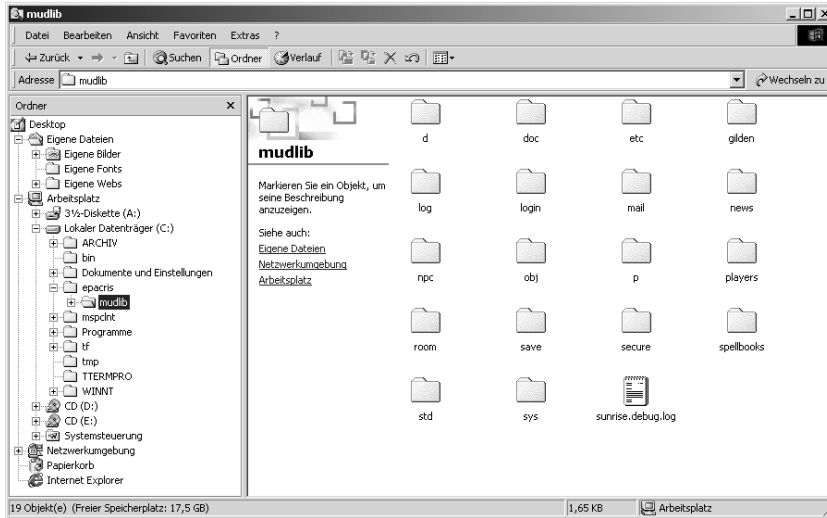 mudlib
Datei Bearbeiten Ansicht Favoriten Extras ?
Zurück Suchen Ordner Verlauf
Adresse mudlib Wechseln zu
Ordner
Desktop
Eigene Dateien
Eigene Bilder
Eigene Fonts
Eigene Webs
Arbeitsplatz
3½-Diskette (A:)
Lokaler Datenträger (C:)
ARCHIV
bin
Dokumente und Einstellungen
epacris
mudlib
mspclnt
Programme
tf
tmp
TTERMPRO
WINNT
CD (D:)
CD (E:)
Systemsteuerung
Netzwerkumgebung
Papierkorb
Internet Explorer
mudlib
Markieren Sie ein Objekt, um
seine Beschreibung
anzuzeigen.
Siehe auch:
Eigene Dateien
Netzwerkumgebung
Arbeitsplatz
d doc etc gilden
log login mail news
npc obj p players
room save secure spellbooks
std sys sunrise.debug.log
19 Objekt(e) (Freier Speicherplatz: 17,5 GB) 1,65 KB Arbeitsplatz